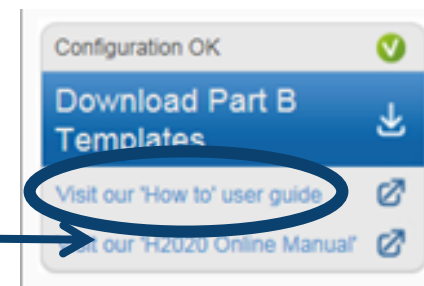 Configuration OK
Download Part B
Templates
Visit our 'How to' user guide
Visit our 'H2020 Online Manual'